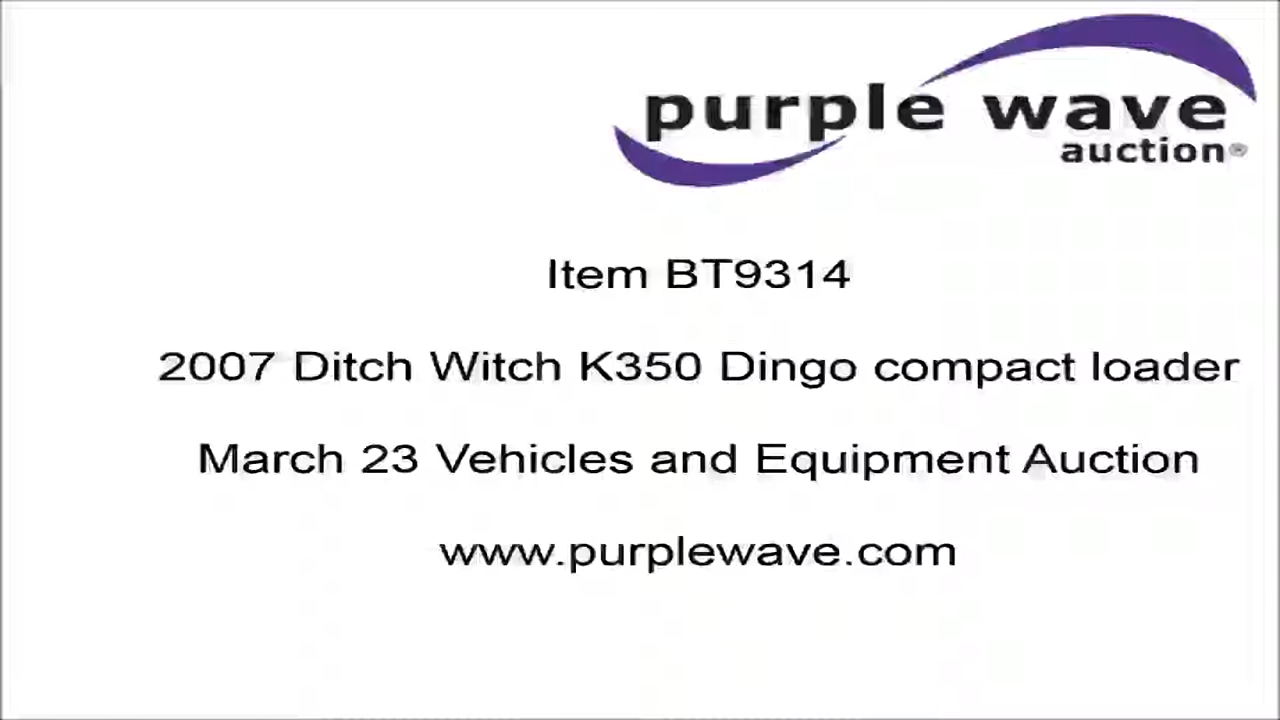 purple wave
auction®
Item BT9314
2007 Ditch Witch K350 Dingo compact loader
March 23 Vehicles and Equipment Auction
www.purplewave.com